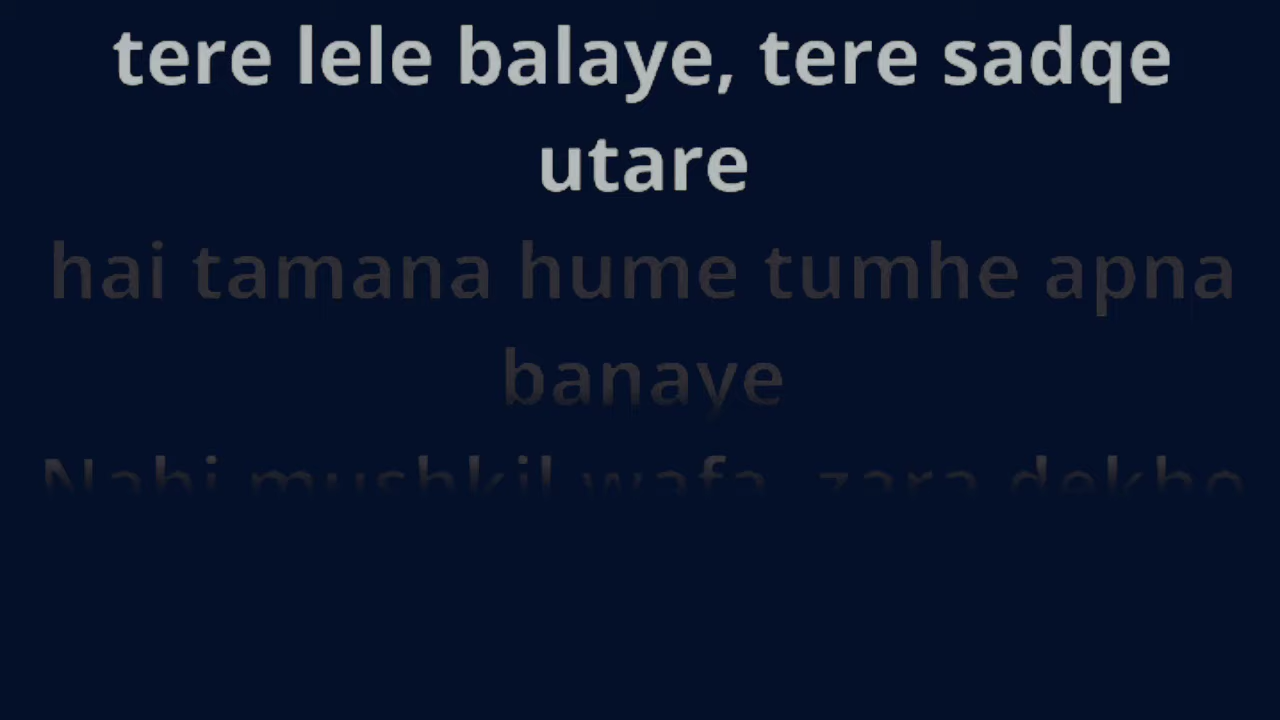 tere lele balaye, tere sadqe
utare
hai tamana hume tumhe apna
banaye
Nahi mushkil wafa, zara dekho